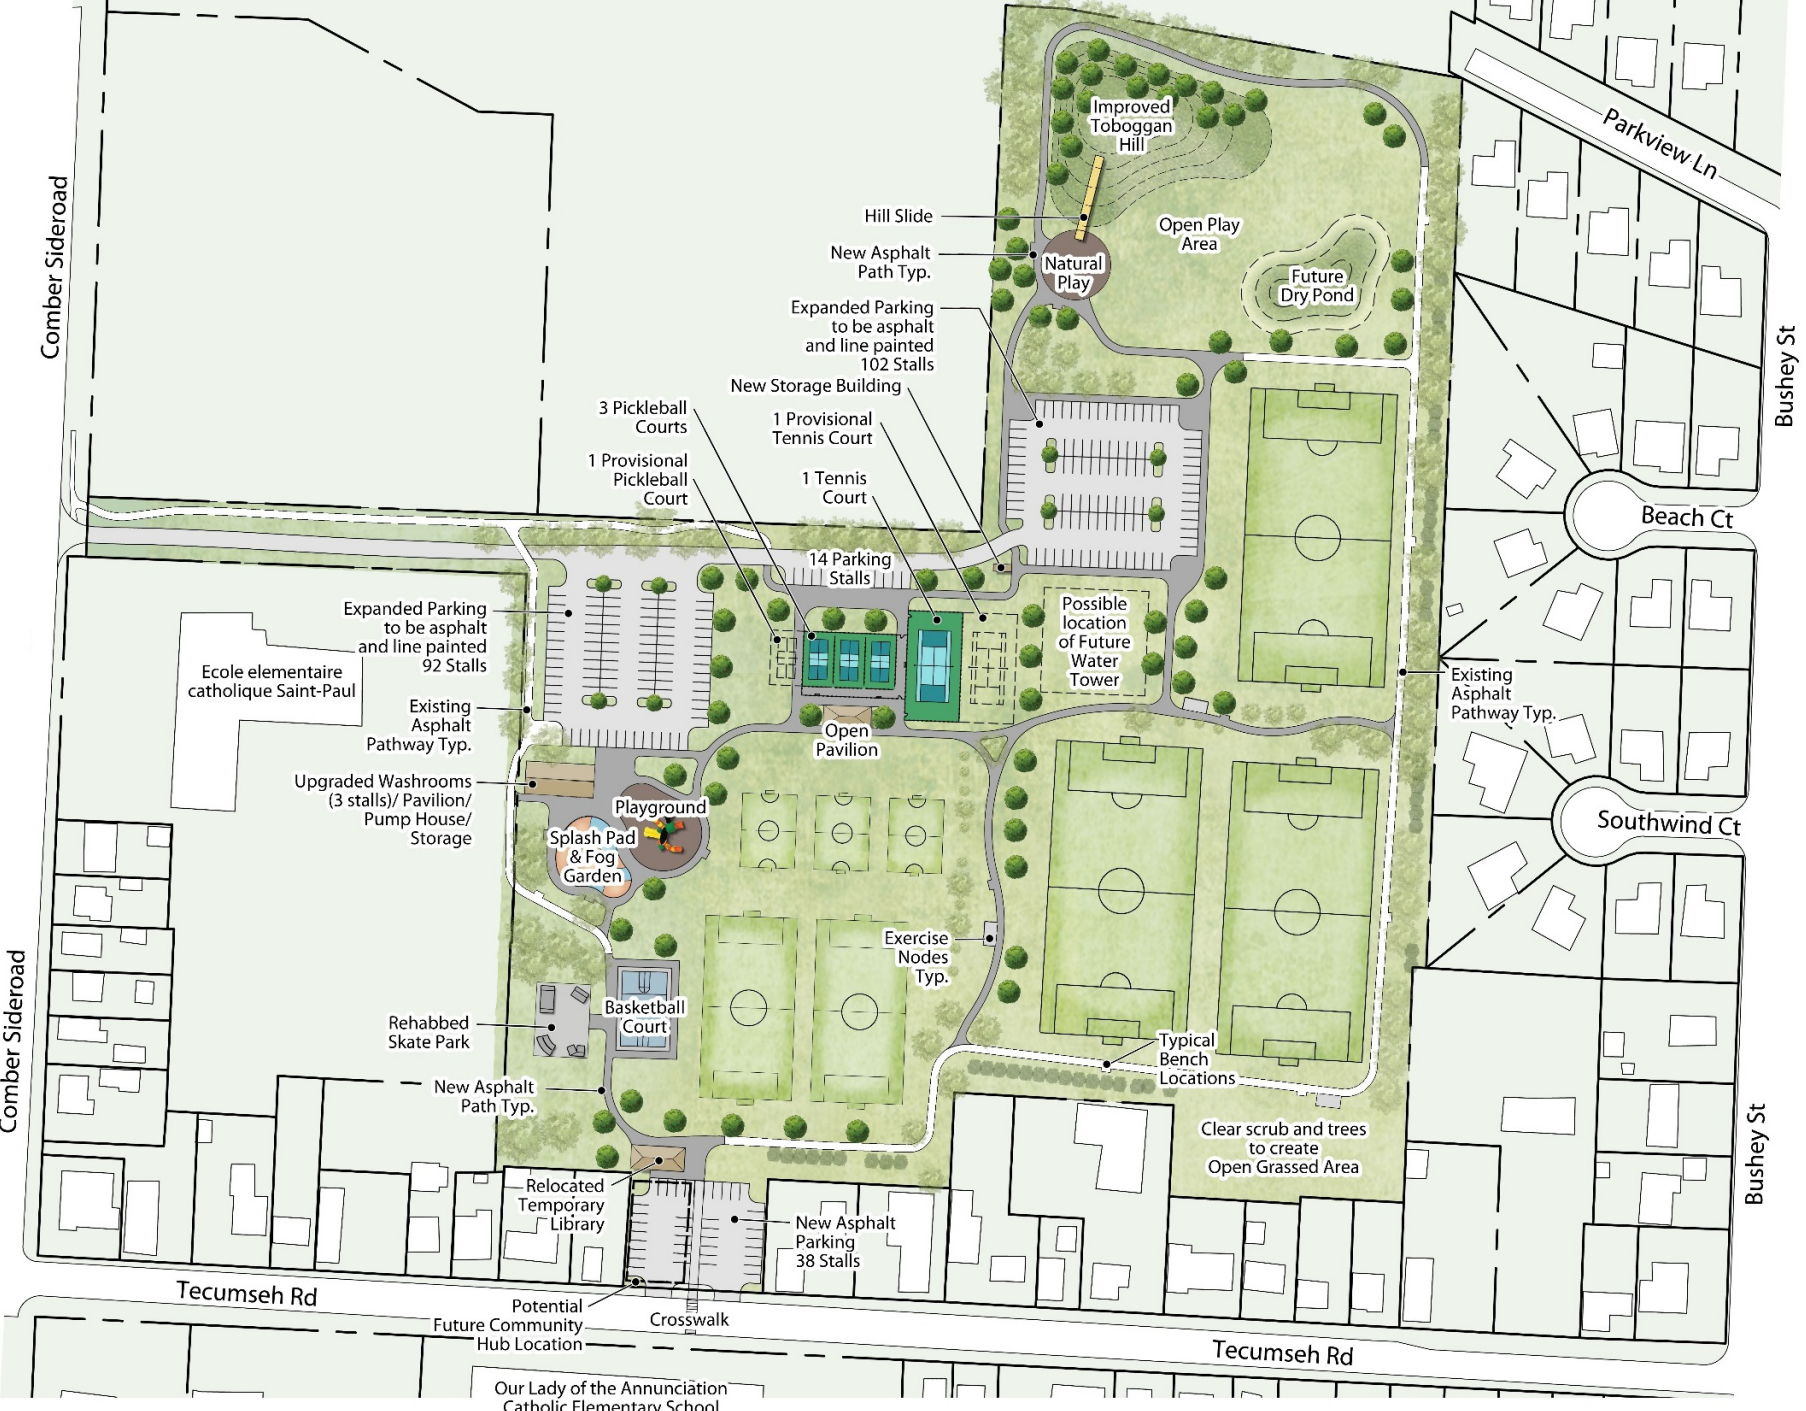 Improved
Toboggan
Hill
Parkview Ln
Comber Sideroad
Hill Slide
Open Play
Area
New Asphalt
Path Typ.
Natural
Play
Future
Dry Pond
Expanded Parking
to be asphalt
and line painted
102 Stalls
Bushey St
New Storage Building
3 Pickleball
Courts
1 Provisional
Tennis Court
1 Provisional
Pickleball
Court
1 Tennis
Court
Beach Ct
14 Parking
Stalls
Expanded Parking
to be asphalt
and line painted
92 Stalls
Possible
location
of Future
Water
Tower
Ecole elementaire
catholique Saint-Paul
Existing
Asphalt
Pathway Typ.
Existing
Asphalt
Pathway Typ.
Open
Pavilion
Upgraded Washrooms
(3 stalls)/ Pavilion/
Pump House/
Storage
Playground
Splash Pad
& Fog
Garden
Southwind Ct
Exercise
Nodes
Typ.
Comber Sideroad
Basketball
Court
Rehabbed
Skate Park
Typical
Bench
Locations
New Asphalt
Path Typ.
Clear scrub and trees
to create
Open Grassed Area
Bushey St
Relocated
Temporary
Library
New Asphalt
Parking
38 Stalls
Tecumseh Rd
Potential
Future Community
Hub Location
Crosswalk
Tecumseh Rd
Our Lady of the Annunciation
Catholic Elementary School